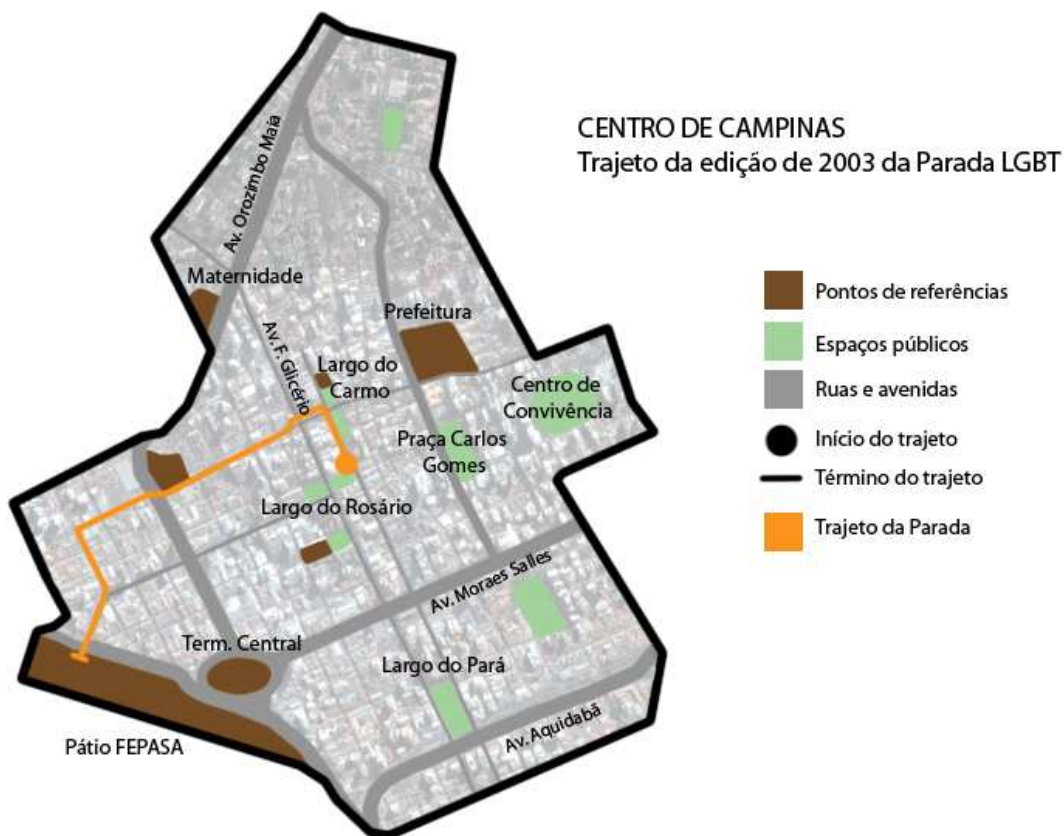 CENTRO DE CAMPINAS
Trajeto da edição de 2003 da Parada LGBT
Av. Orozimbo Maia
Maternidade
Prefeitura
Av. F. Glicério
Largo do
Carmo
Centro de
Convivência
Praça Carlos
Gomes
Largo do Rosário
Av. Moraes Salles
Term. Central
Largo do Pará
Av. Aquidabã
Pátio FEPASA
Pontos de referências
Espaços públicos
Ruas e avenidas
Início do trajeto
Término do trajeto
Trajeto da Parada